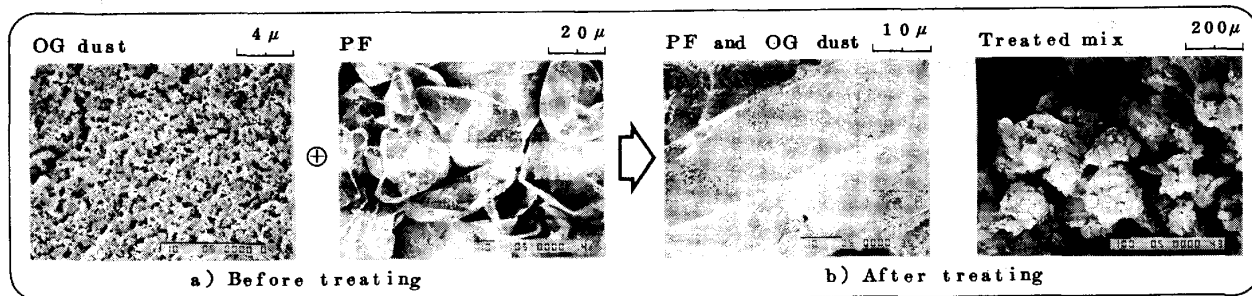 OG dust
4 μ
PF
20 μ
PF and OG dust
10 μ
Treated mix
200μ
⊕
a) Before treating
b) After treating